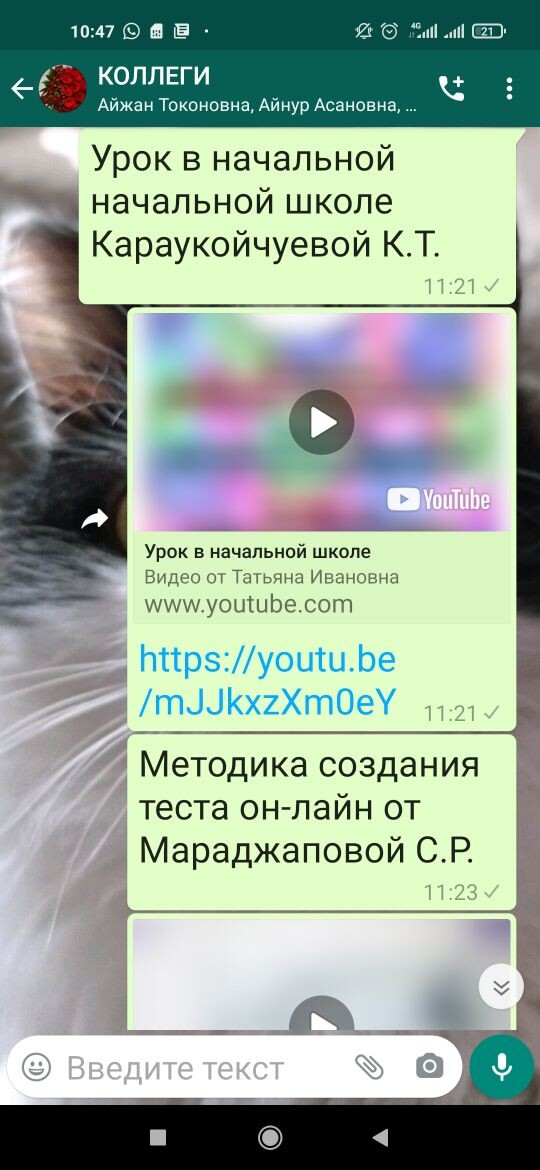 10:47
4G
21
КОЛЛЕГИ
Айжан Токоновна, Айнур Асановна, ...
Урок в начальной
начальной школе
Караукойчуевой К.Т.
11:21
YouTube
Урок в начальной школе
Видео от Татьяна Ивановна
www.youtube.com
https://youtu.be
/mJJkxzXm0eY
11:21
Методика создания
теста он-лайн от
Мараджаповой С.Р.
11:23
Введите текст